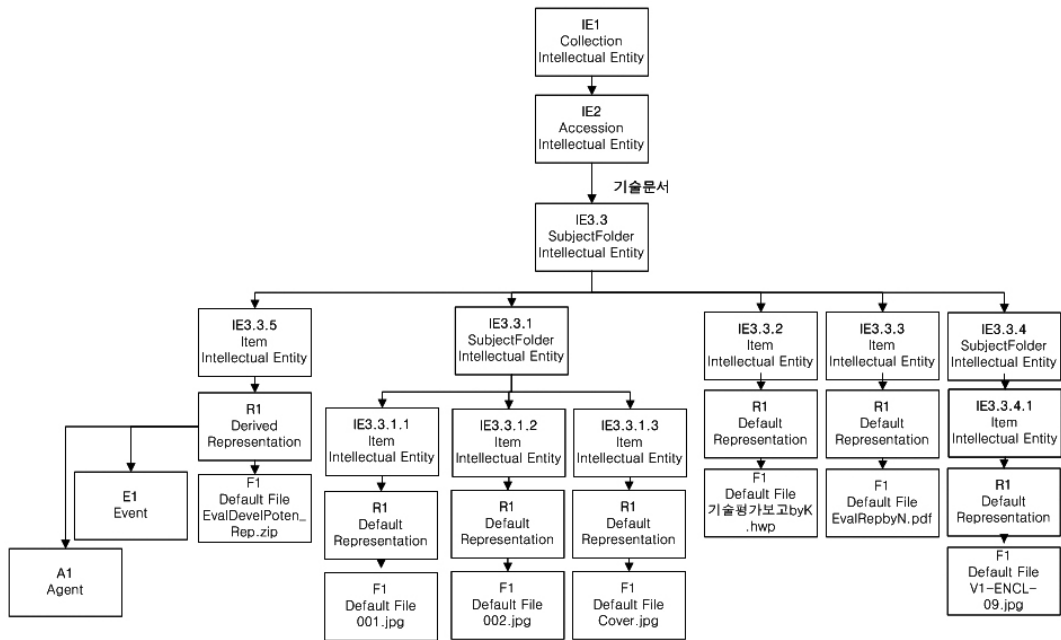 IE1
Collection
Intellectual Entity
IE2
Accession
Intellectual Entity
기술문서
IE3.3
SubjectFolder
Intellectual Entity
IE3.3.5
Item
Intellectual Entity
IE3.3.1
SubjectFolder
Intellectual Entity
IE3.3.2
Item
Intellectual Entity
IE3.3.3
Item
Intellectual Entity
IE3.3.4
SubjectFolder
Intellectual Entity
R1
Derived
Representation
IE3.3.1.1
Item
Intellectual Entity
IE3.3.1.2
Item
Intellectual Entity
IE3.3.1.3
Item
Intellectual Entity
R1
Default
Representation
R1
Default
Representation
IE3.3.4.1
Item
Intellectual Entity
E1
Event
F1
Default File
EvalDevelPoten_
Rep.zip
R1
Default
Representation
R1
Default
Representation
R1
Default
Representation
F1
Default File
기술평가보고byK
.hwp
F1
Default File
EvalRepbyN.pdf
R1
Default
Representation
A1
Agent
F1
Default File
001.jpg
F1
Default File
002.jpg
F1
Default File
Cover.jpg
F1
Default File
V1-ENCL-
09.jpg